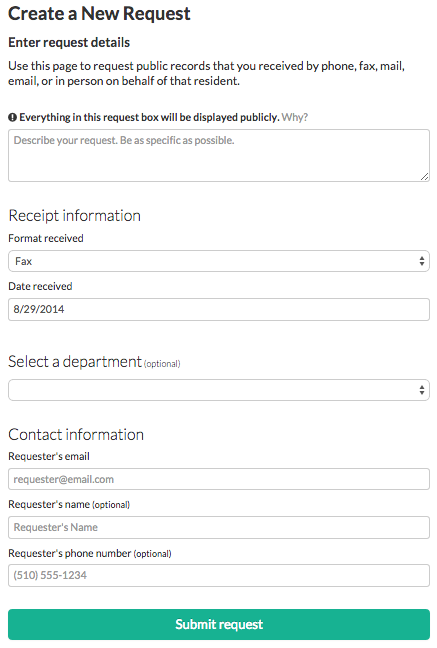 Create a New Request
Enter request details
Use this page to request public records that you received by phone, fax, mail,
email, or in person on behalf of that resident.
Everything in this request box will be displayed publicly. Why?
Describe your request. Be as specific as possible.
Receipt information
Format received
Fax
Date received
8/29/2014
Select a department (optional)
Contact information
Requester's email
requester@email.com
Requester's name (optional)
Requester's Name
Requester's phone number (optional)
(510) 555-1234
Submit request